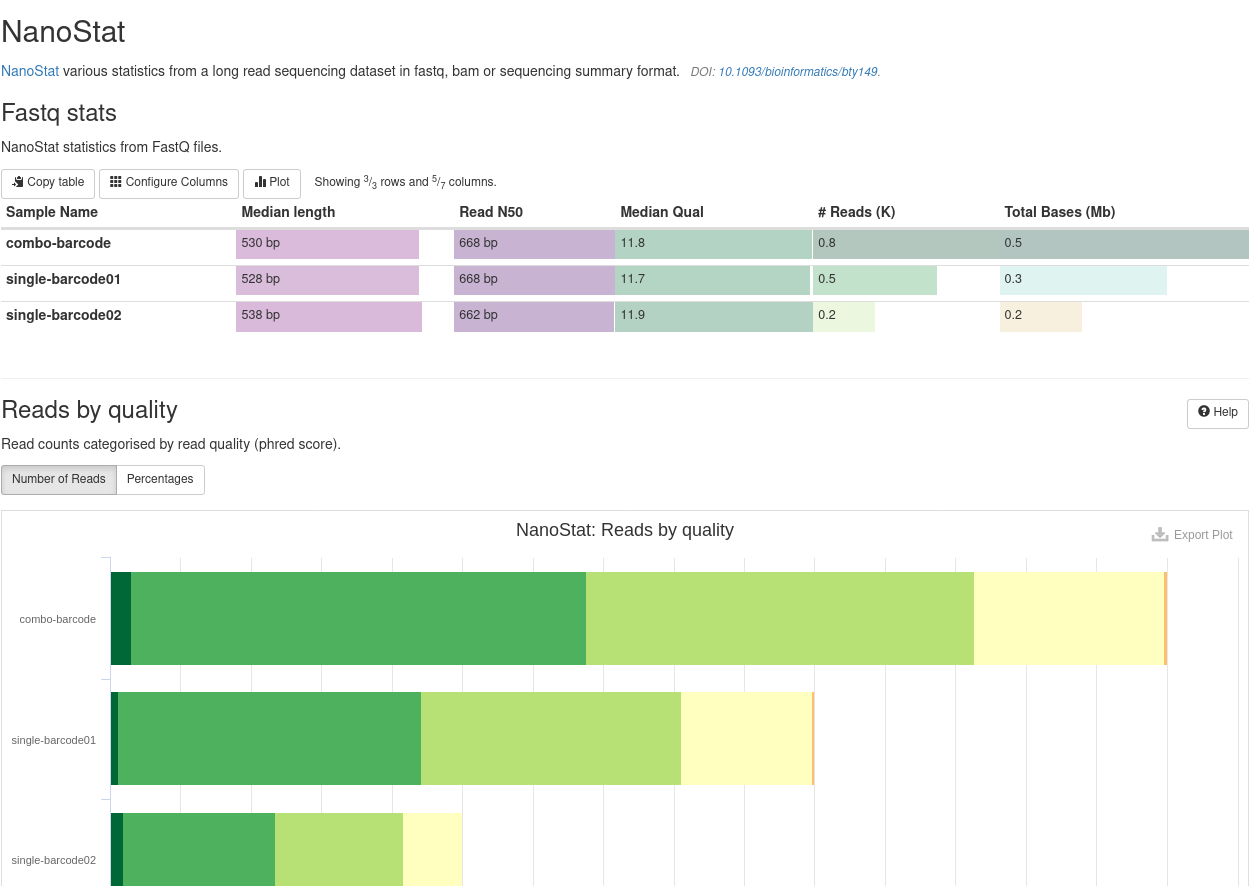 NanoStat
NanoStat various statistics from a long read sequencing dataset in fastq, bam or sequencing summary format. DOI: 10.1093/bioinformatics/bty149.
Fastq stats
NanoStat statistics from FastQ files.
Copy table Configure Columns Plot Showing 3/3 rows and 5/7 columns.
Sample Name Median length Read N50 Median Qual # Reads (K) Total Bases (Mb)
combo-barcode 530 bp 668 bp 11.8 0.8 0.5
single-barcode01 528 bp 668 bp 11.7 0.5 0.3
single-barcode02 538 bp 662 bp 11.9 0.2 0.2
Reads by quality
Help
Read counts categorised by read quality (phred score).
Number of Reads Percentages
NanoStat: Reads by quality
Export Plot
combo-barcode
single-barcode01
single-barcode02